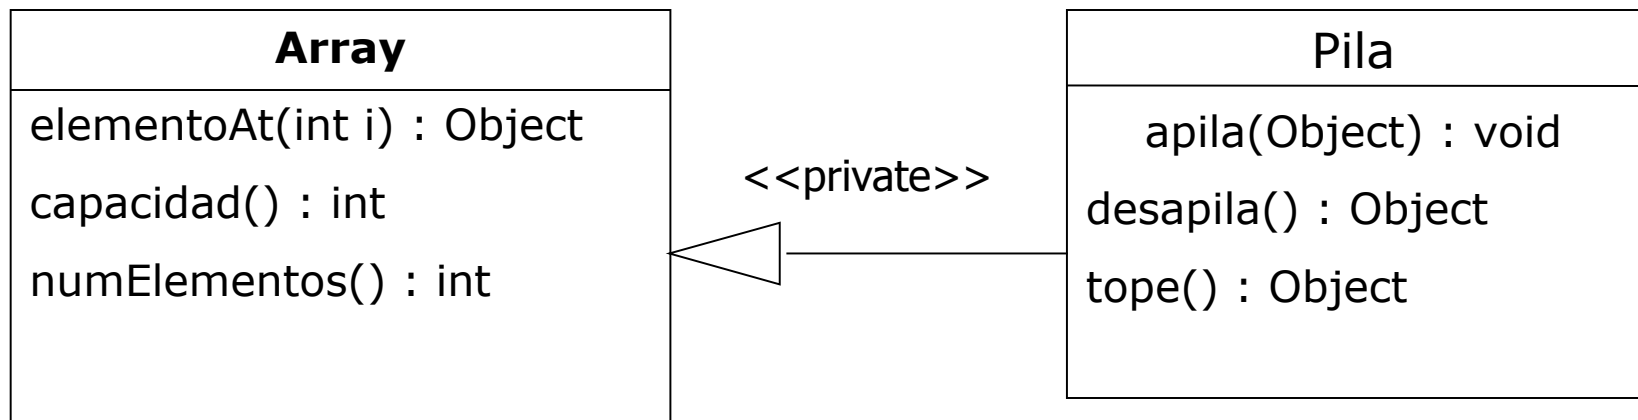 Array
elementoAt(int i) : Object
capacidad() : int
numElementos() : int
<<private>>
Pila
apila(Object) : void
desapila() : Object
tope() : Object